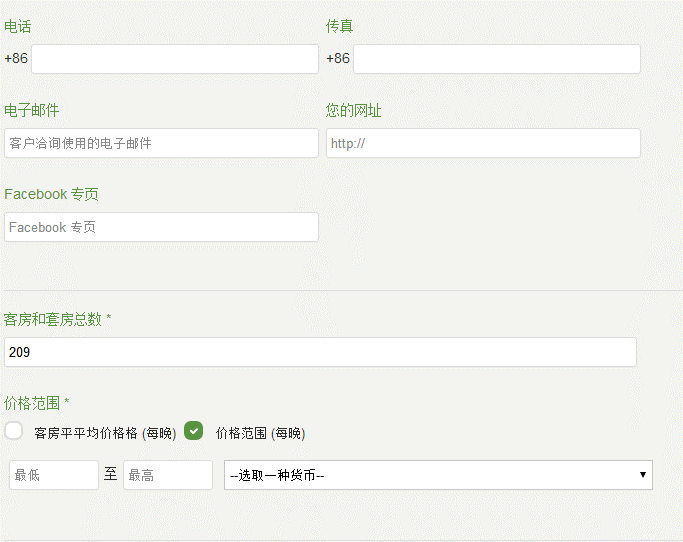 电话 传真
+86 +86
电子邮件 您的网址
客户洽询使用的电子邮件 http://
Facebook 专页
Facebook 专页
客房和套房总数 *
209
价格范围 *
客房平平均价格格 (每晚) 价格范围 (每晚)
最低 至 最高 --选取一种货币--